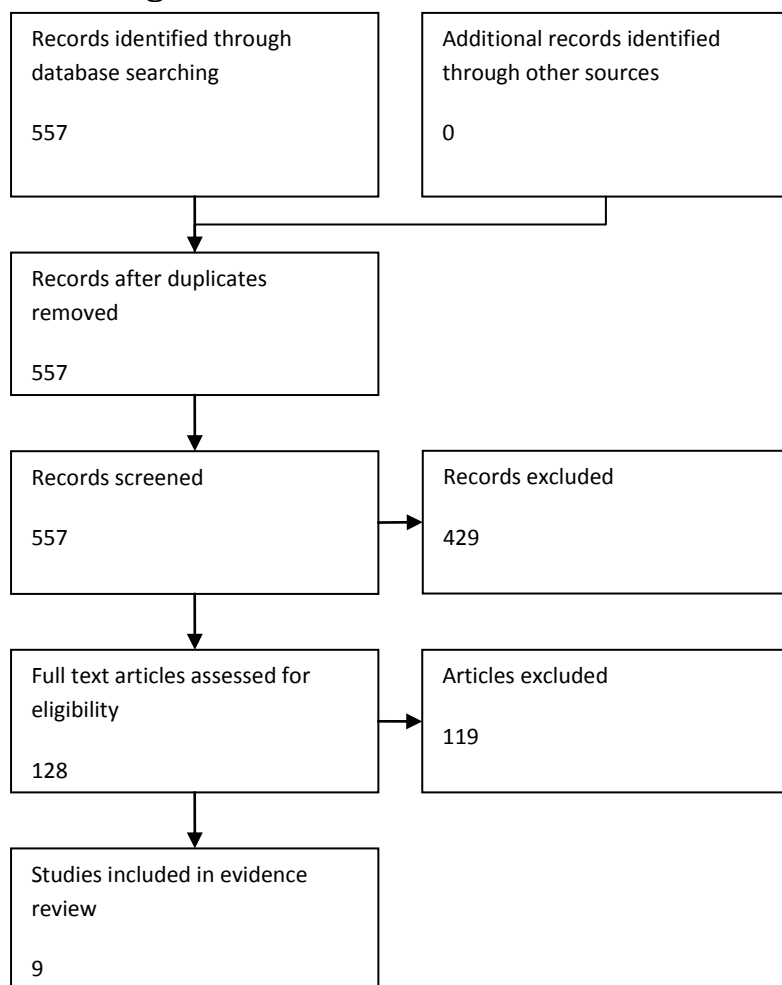 Records identified through
database searching
557
Additional records identified
through other sources
0
Records after duplicates
removed
557
Records screened
557
Records excluded
429
Full text articles assessed for
eligibility
128
Articles excluded
119
Studies included in evidence
review
9